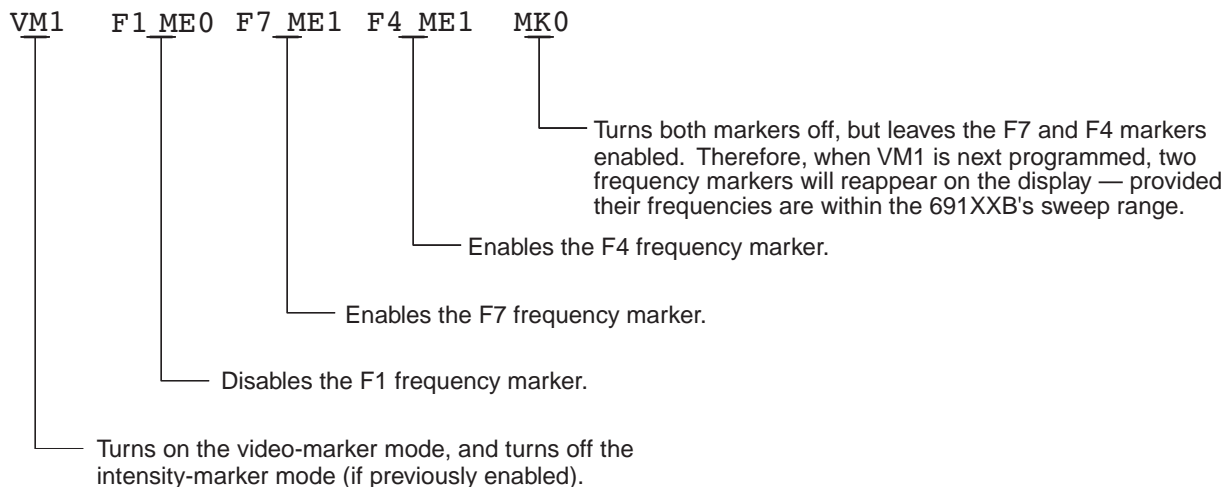 VM1 F1 ME0 F7 ME1 F4 ME1 MK0
Turns both markers off, but leaves the F7 and F4 markers
enabled. Therefore, when VM1 is next programmed, two
frequency markers will reappear on the display — provided
their frequencies are within the 691XXB's sweep range.
Enables the F4 frequency marker.
Enables the F7 frequency marker.
Disables the F1 frequency marker.
Turns on the video-marker mode, and turns off the
intensity-marker mode (if previously enabled).